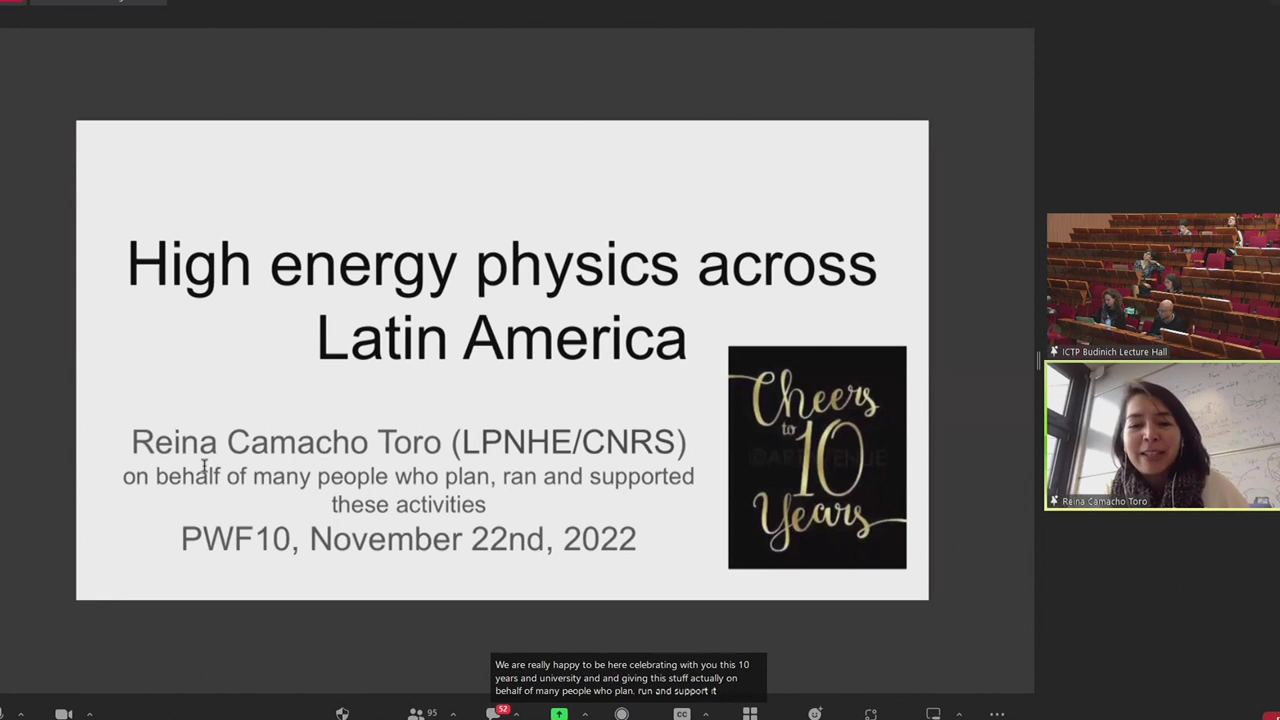 High energy physics across
Latin America
Reina Camacho Toro (LPNHE/CNRS)
on behalf of many people who plan, ran and supported
these activities
PWF10, November 22nd, 2022
Cheers
to
10
Years
ICTP Budinich Lecture Hall
Reina Camacho Toro
We are really happy to be here celebrating with you this 10
years and university and and giving this stuff actually on
behalf of many people who plan. run and support it
95
52
CC